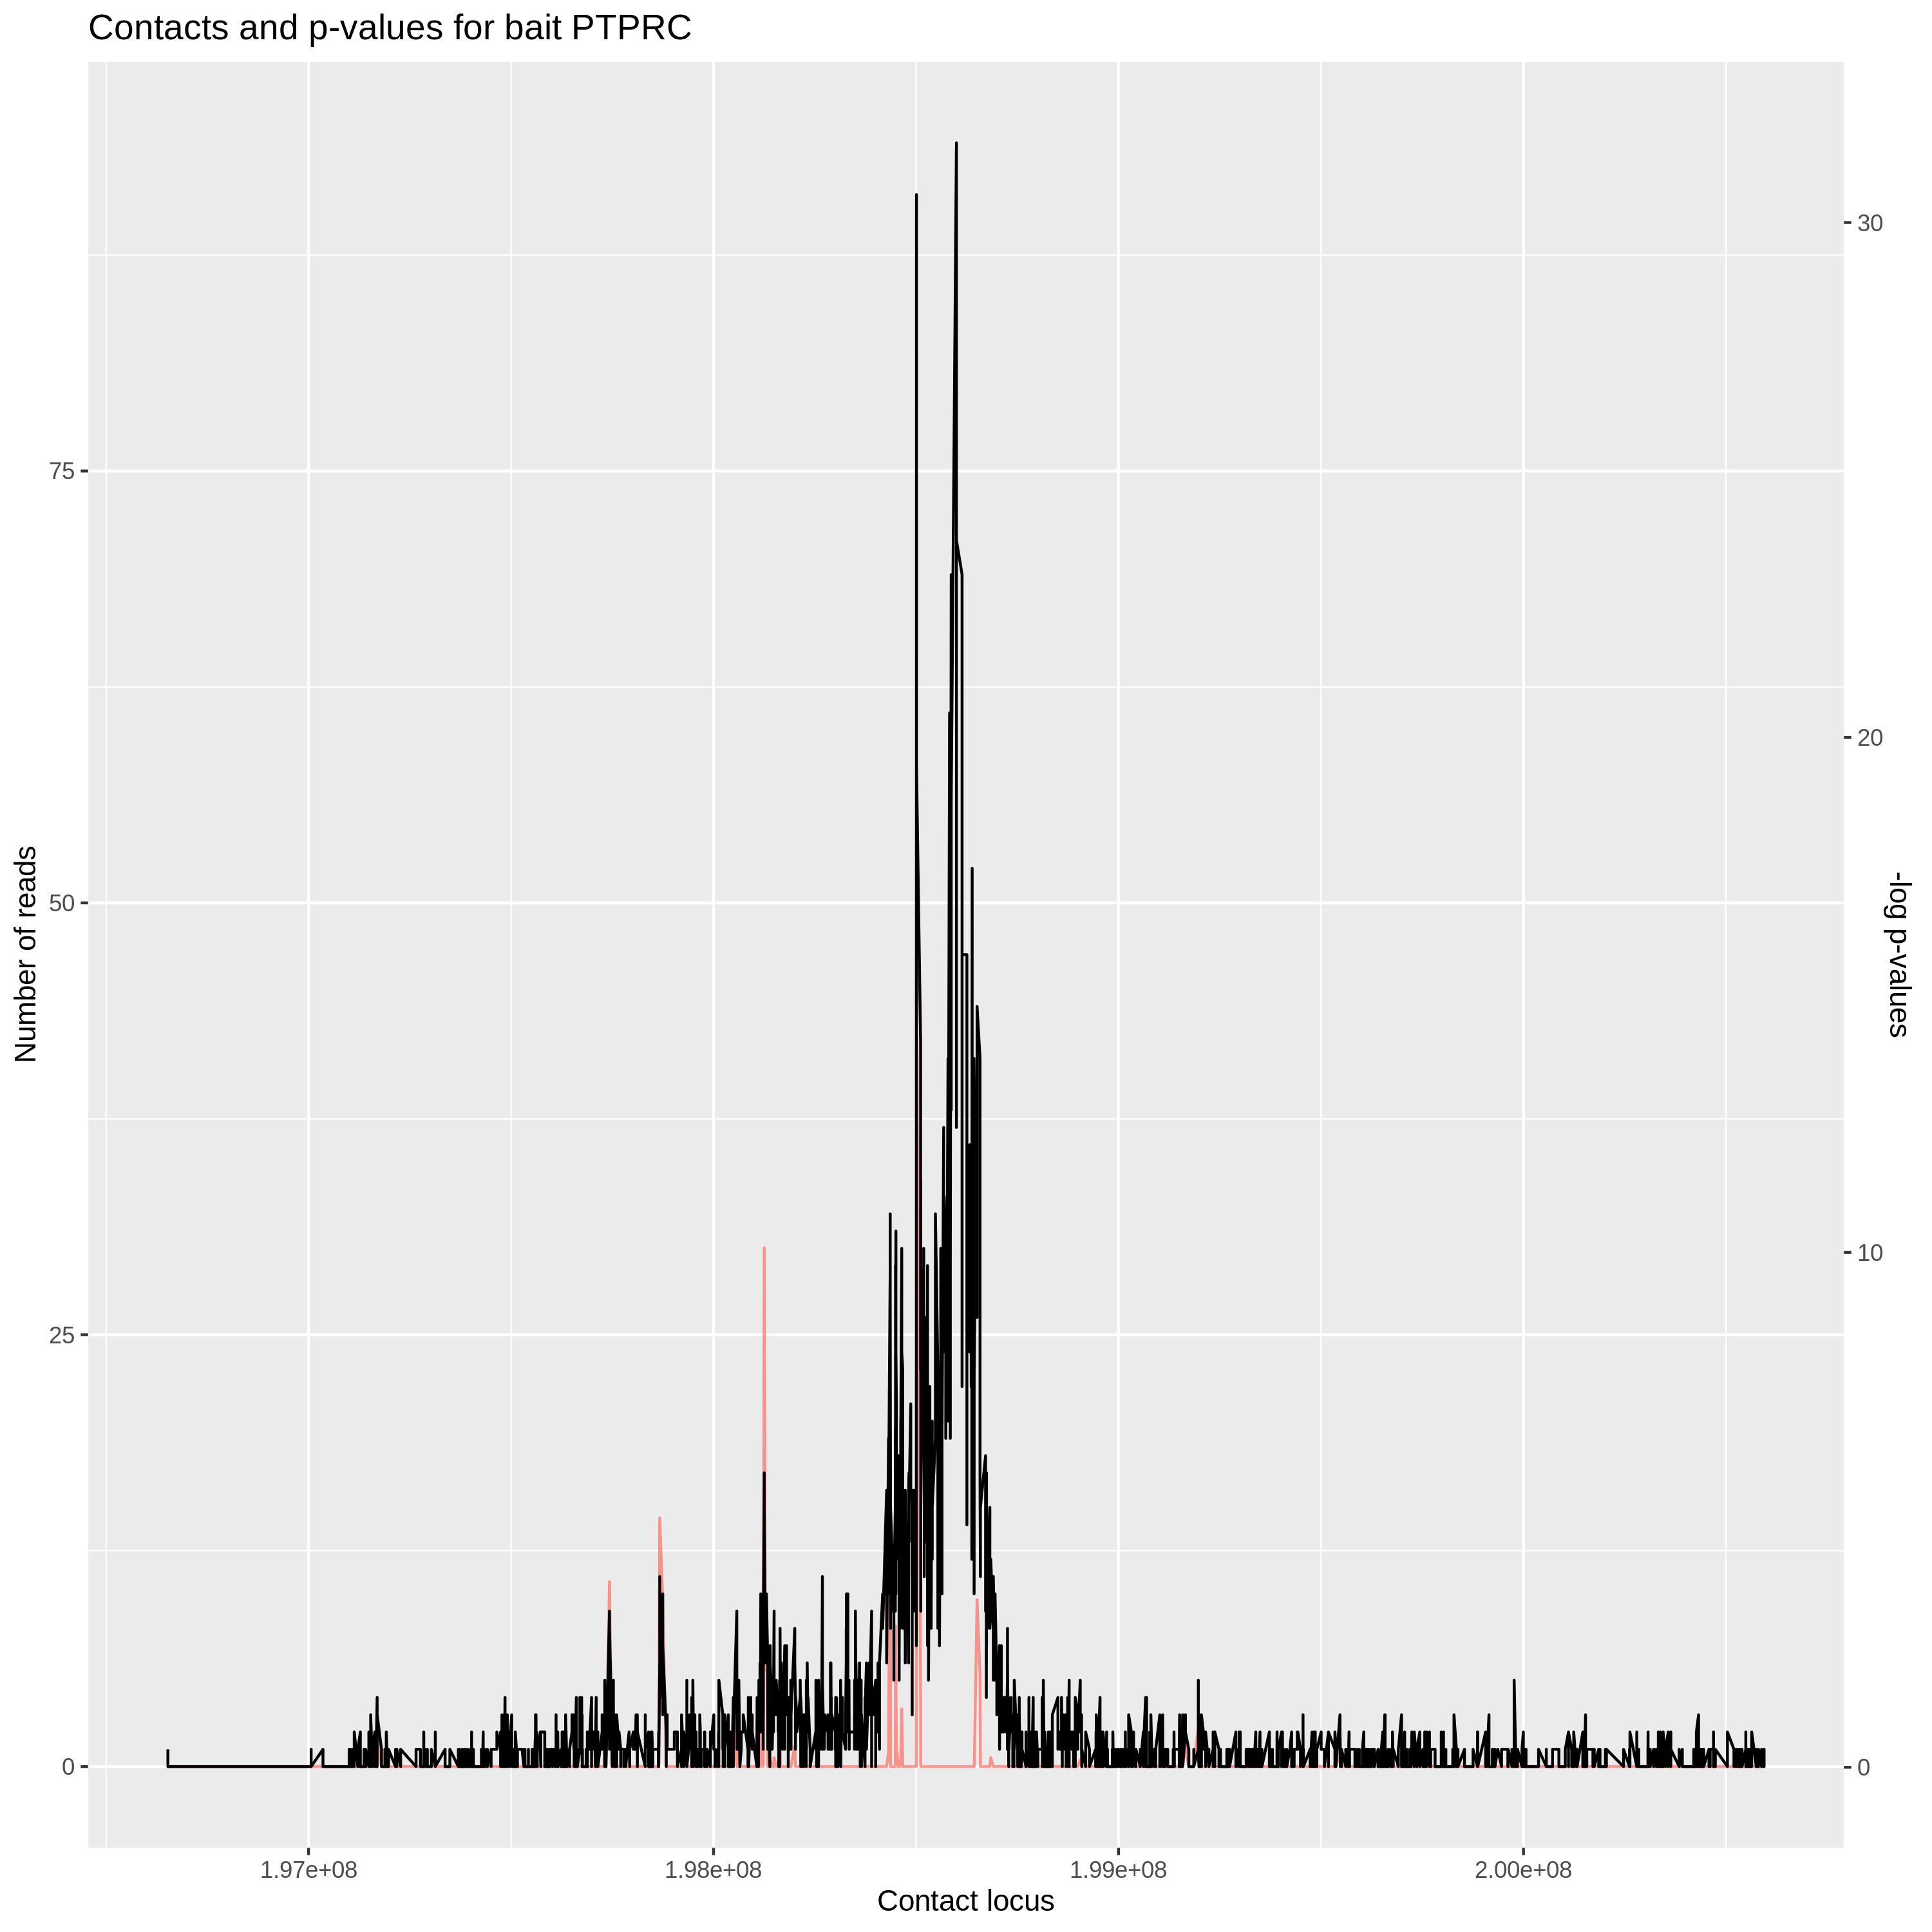 Contacts and p-values for bait PTPRC
30
75
20
50
Number of reads
-log p-values
10
25
0
0
1.97e+08
1.98e+08
1.99e+08
2.00e+08
Contact locus